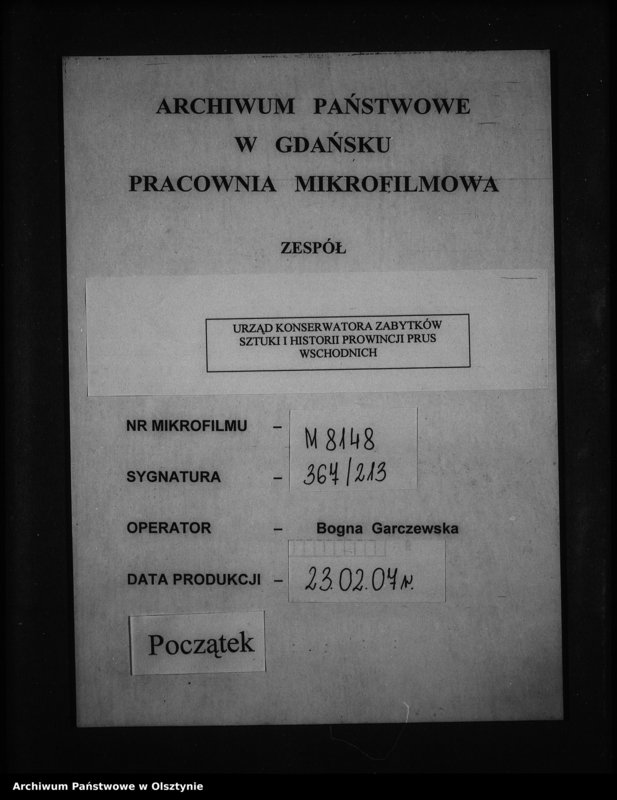 ARCHIWUM PAŃSTWOWE
W GDAŃSKU
PRACOWNIA MIKROFILMOWA
ZESPÓŁ
URZĄD KONSERWATORA ZABYTKÓW
SZTUKI I HISTORII PROWINCJI PRUS
WSCHODNICH
NR MIKROFILMU – M 8148
SYGNATURA – 367/213
OPERATOR – Bogna Garczewska
DATA PRODUKCJI – 23.02.07r.
Początek
Archiwum Państwowe w Olsztynie